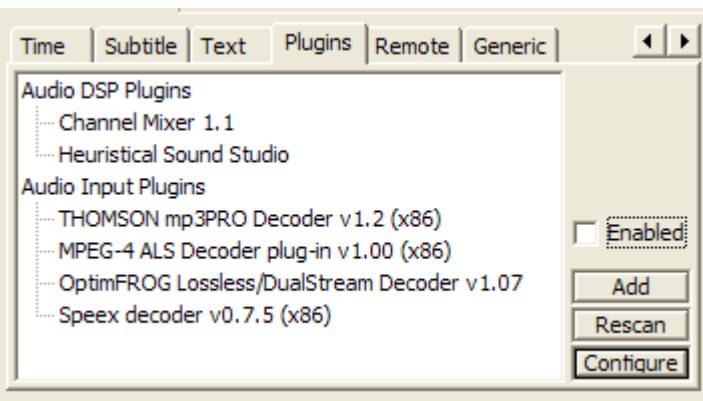 Time Subtitle Text Plugins Remote Generic
Audio DSP Plugins
Channel Mixer 1.1
Heuristical Sound Studio
Audio Input Plugins
THOMSON mp3PRO Decoder v1.2 (x86)
MPEG-4 ALS Decoder plug-in v1.00 (x86)
OptimFROG Lossless/DualStream Decoder v1.07
Speex decoder v0.7.5 (x86)
Enabled
Add
Rescan
Configure